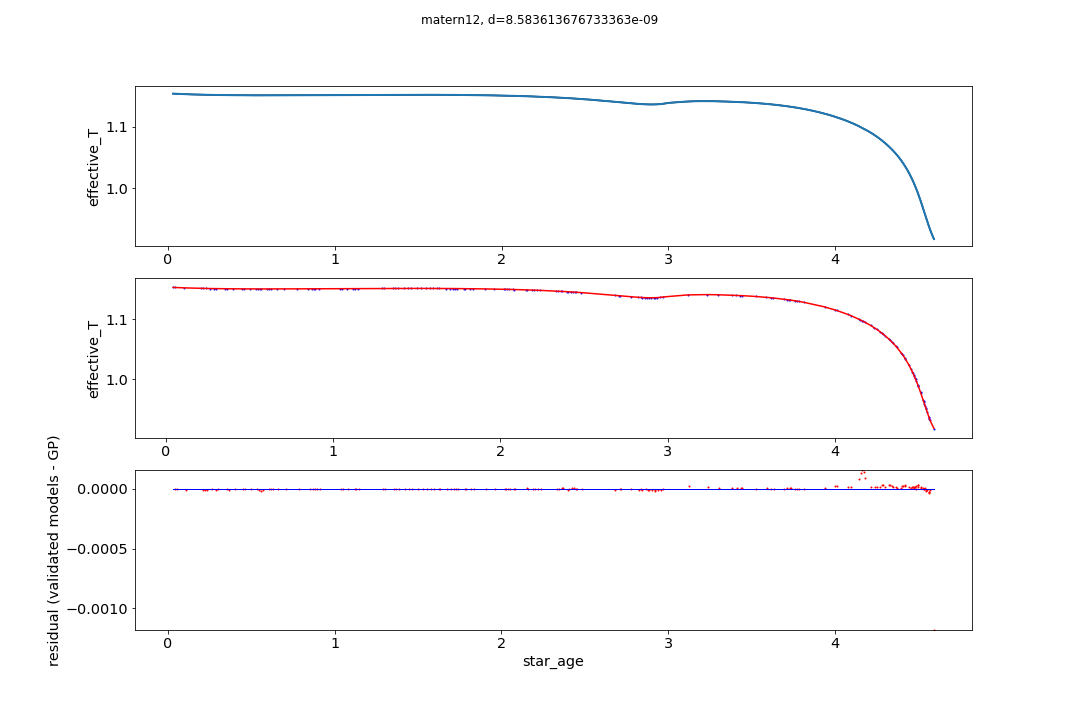 matern12, d=8.583613676733363e-09
effective_T
1.1
1.0
0 1 2 3 4
effective_T
1.1
1.0
0 1 2 3 4
residual (validated models - GP)
0.0000
−0.0005
−0.0010
0 1 2 3 4
star_age